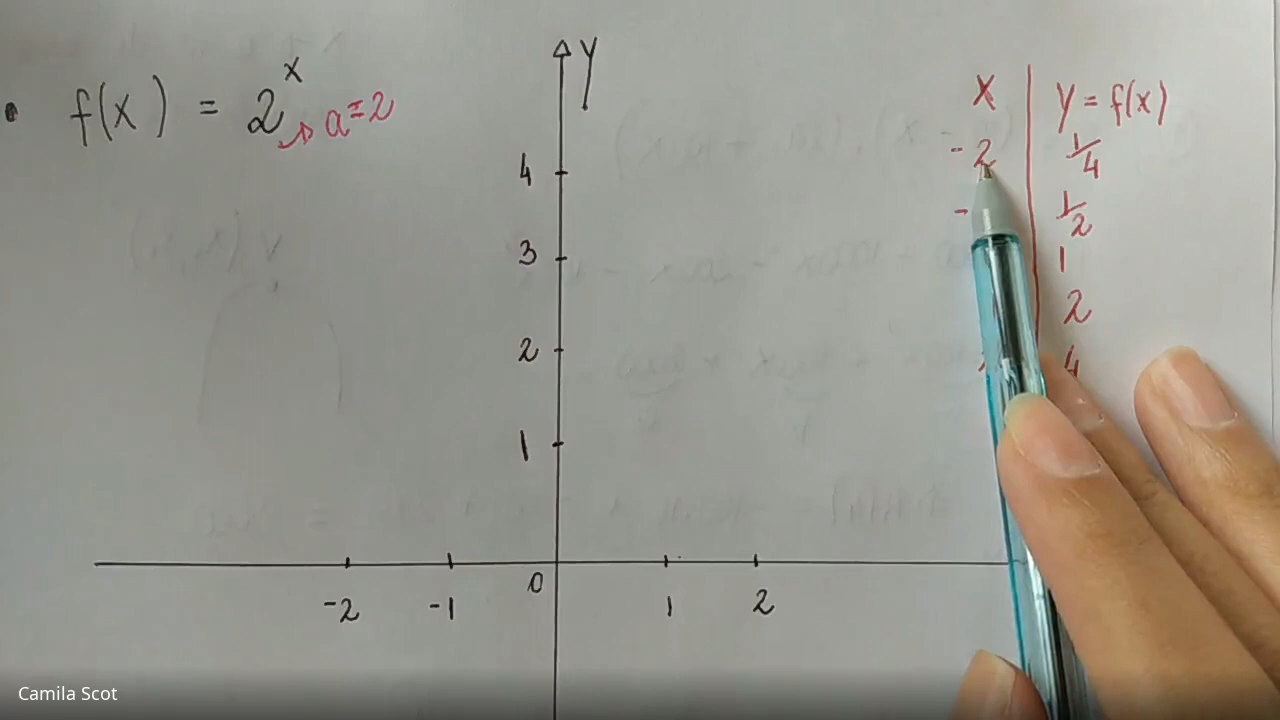 • f(x) = 2^x → a=2
y
4
3
2
1
0
-2 -1 1 2
x | y = f(x)
-2 | 1/4
- | 1/2
1
2
4
Camila Scot